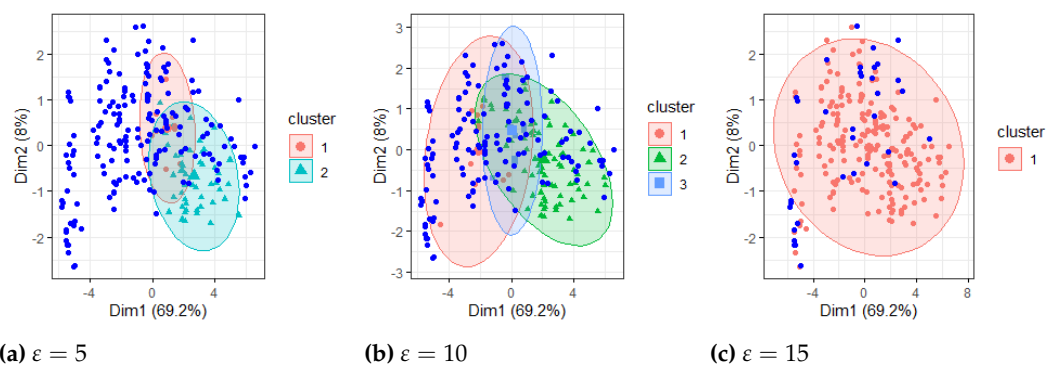 2
1
0
-1
-2
Dim2 (8%)
-4
0
4
Dim1 (69.2%)
cluster
1
2
(a) ε = 5
3
2
1
0
-1
-2
-3
Dim2 (8%)
-4
0
4
Dim1 (69.2%)
cluster
1
2
3
(b) ε = 10
2
1
0
-1
-2
Dim2 (8%)
-4
0
4
8
Dim1 (69.2%)
cluster
1
(c) ε = 15